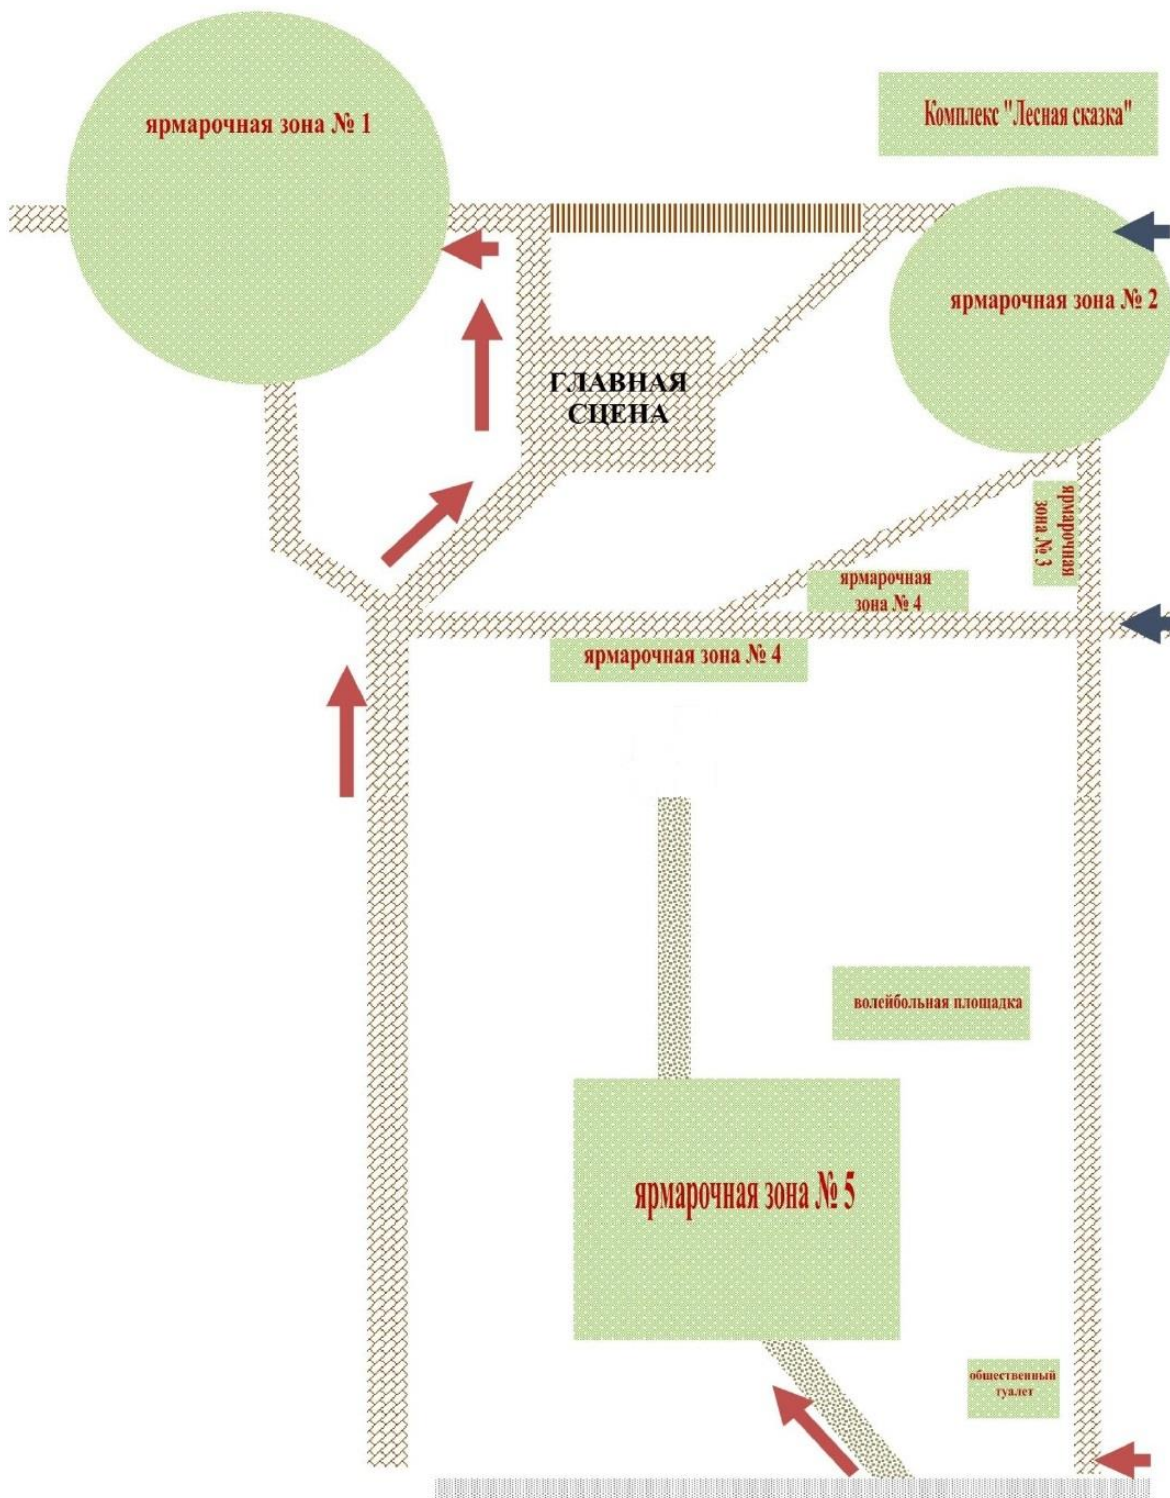 ярмарочная зона № 1
Комплекс "Лесная сказка"
ярмарочная зона № 2
ГЛАВНАЯ
СЦЕНА
ярмарочная
зона № 3
ярмарочная
зона № 4
ярмарочная зона № 4
волейбольная площадка
ярмарочная зона № 5
общественный
туалет